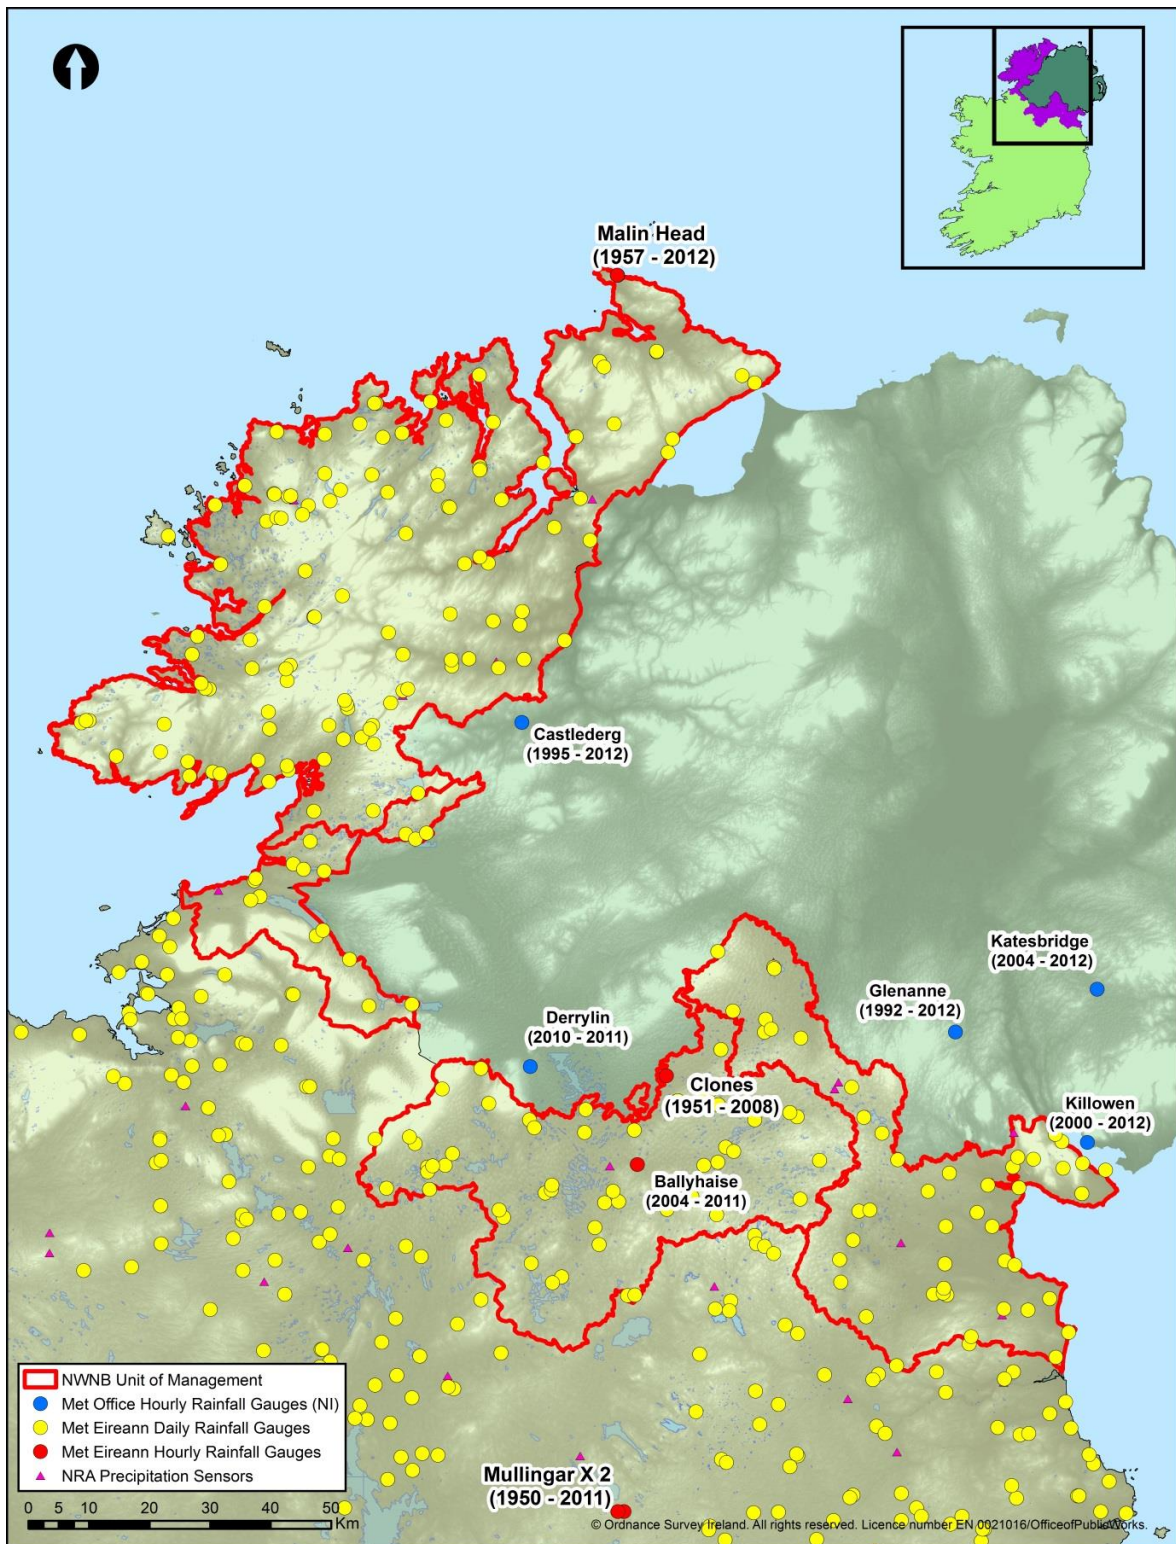 Malin Head
(1957 - 2012)
Castlederg
(1995 - 2012)
Katesbridge
(2004 - 2012)
Glenanne
(1992 - 2012)
Derrylin
(2010 - 2011)
Clones
(1951 - 2008)
Killowen
(2000 - 2012)
Ballyhaise
(2004 - 2011)
NWNB Unit of Management
Met Office Hourly Rainfall Gauges (NI)
Met Eireann Daily Rainfall Gauges
Met Eireann Hourly Rainfall Gauges
NRA Precipitation Sensors
0 5 10 20 30 40 50
Km
Mullingar X 2
(1950 - 2011)
© Ordnance Survey Ireland. All rights reserved. Licence number EN 0021016/OfficeofPublicWorks.